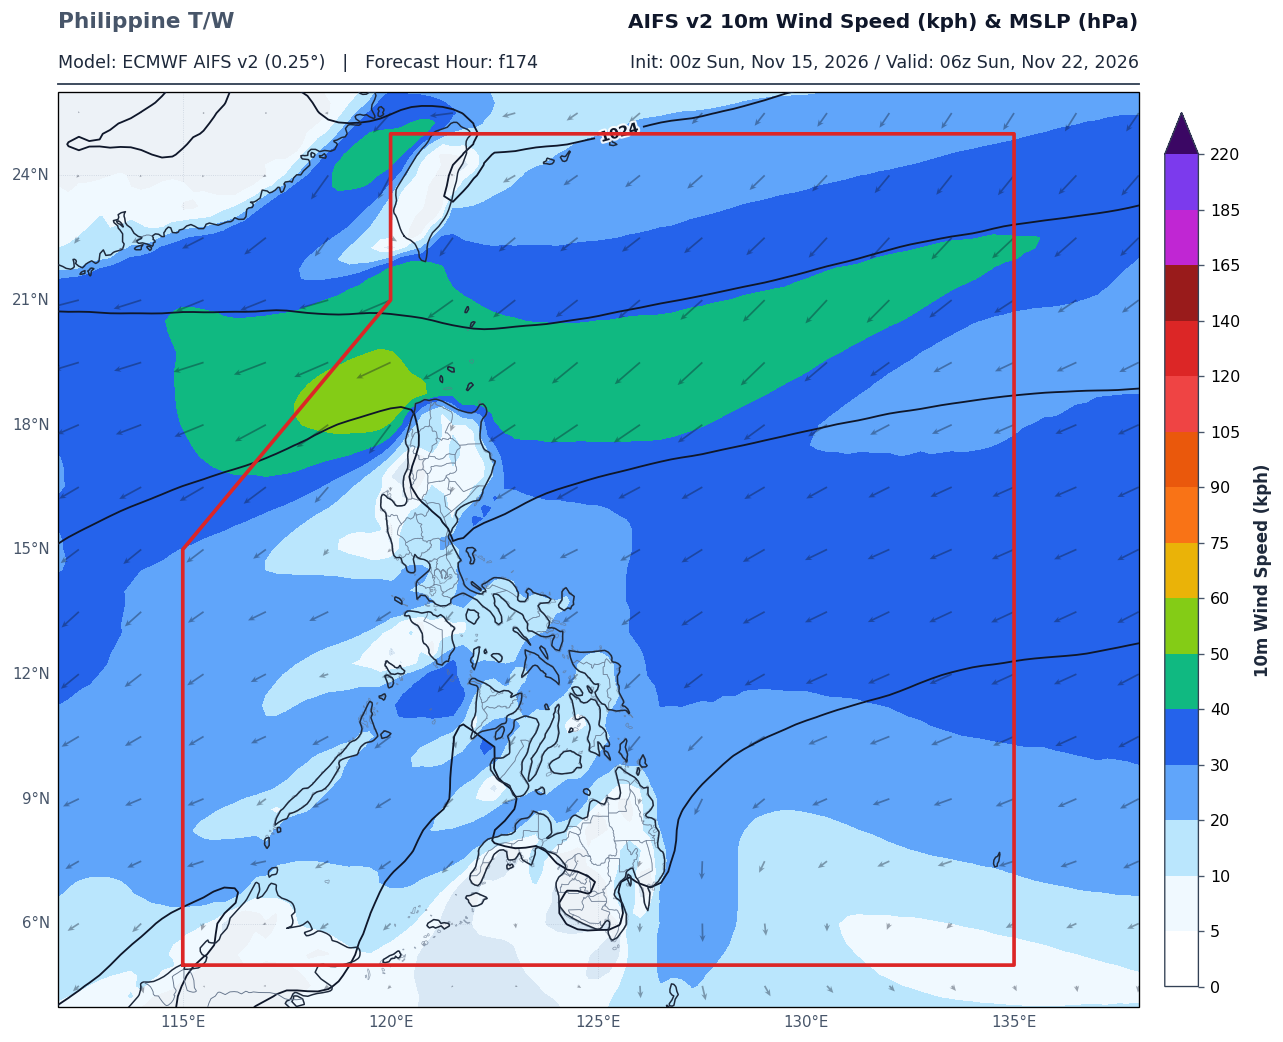 Philippine T/W
AIFS v2 10m Wind Speed (kph) & MSLP (hPa)
Model: ECMWF AIFS v2 (0.25°) | Forecast Hour: f174
Init: 00z Sun, Nov 15, 2026 / Valid: 06z Sun, Nov 22, 2026
1024
24°N
21°N
18°N
15°N
12°N
9°N
6°N
115°E
120°E
125°E
130°E
135°E
220
185
165
140
120
105
90
75
60
50
40
30
20
10
5
0
10m Wind Speed (kph)